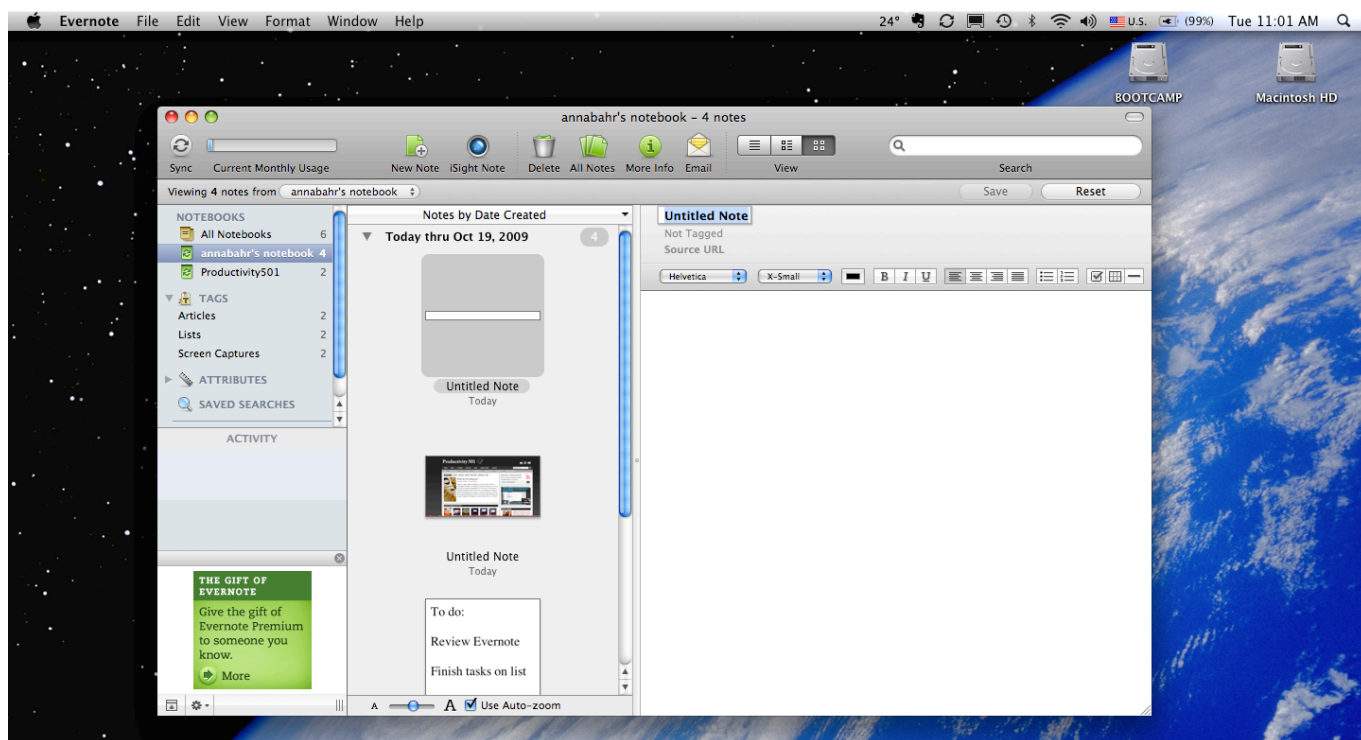 Evernote File Edit View Format Window Help 24° U.S. (99%) Tue 11:01 AM
BOOTCAMP Macintosh HD
annabahr's notebook – 4 notes
Sync Current Monthly Usage New Note iSight Note Delete All Notes More Info Email View Search
Viewing 4 notes from annabahr's notebook Save Reset
NOTEBOOKS
All Notebooks 6
annabahr's notebook 4
Productivity501 2
TAGS
Articles 2
Lists 2
Screen Captures 2
ATTRIBUTES
SAVED SEARCHES
ACTIVITY
THE GIFT OF
EVERNOTE
Give the gift of
Evernote Premium
to someone you
know.
More
Notes by Date Created
Today thru Oct 19, 2009 4
Untitled Note
Today
Productivity 501
Untitled Note
Today
To do:
Review Evernote
Finish tasks on list
A A Use Auto-zoom
Untitled Note
Not Tagged
Source URL
Helvetica X-Small B I U